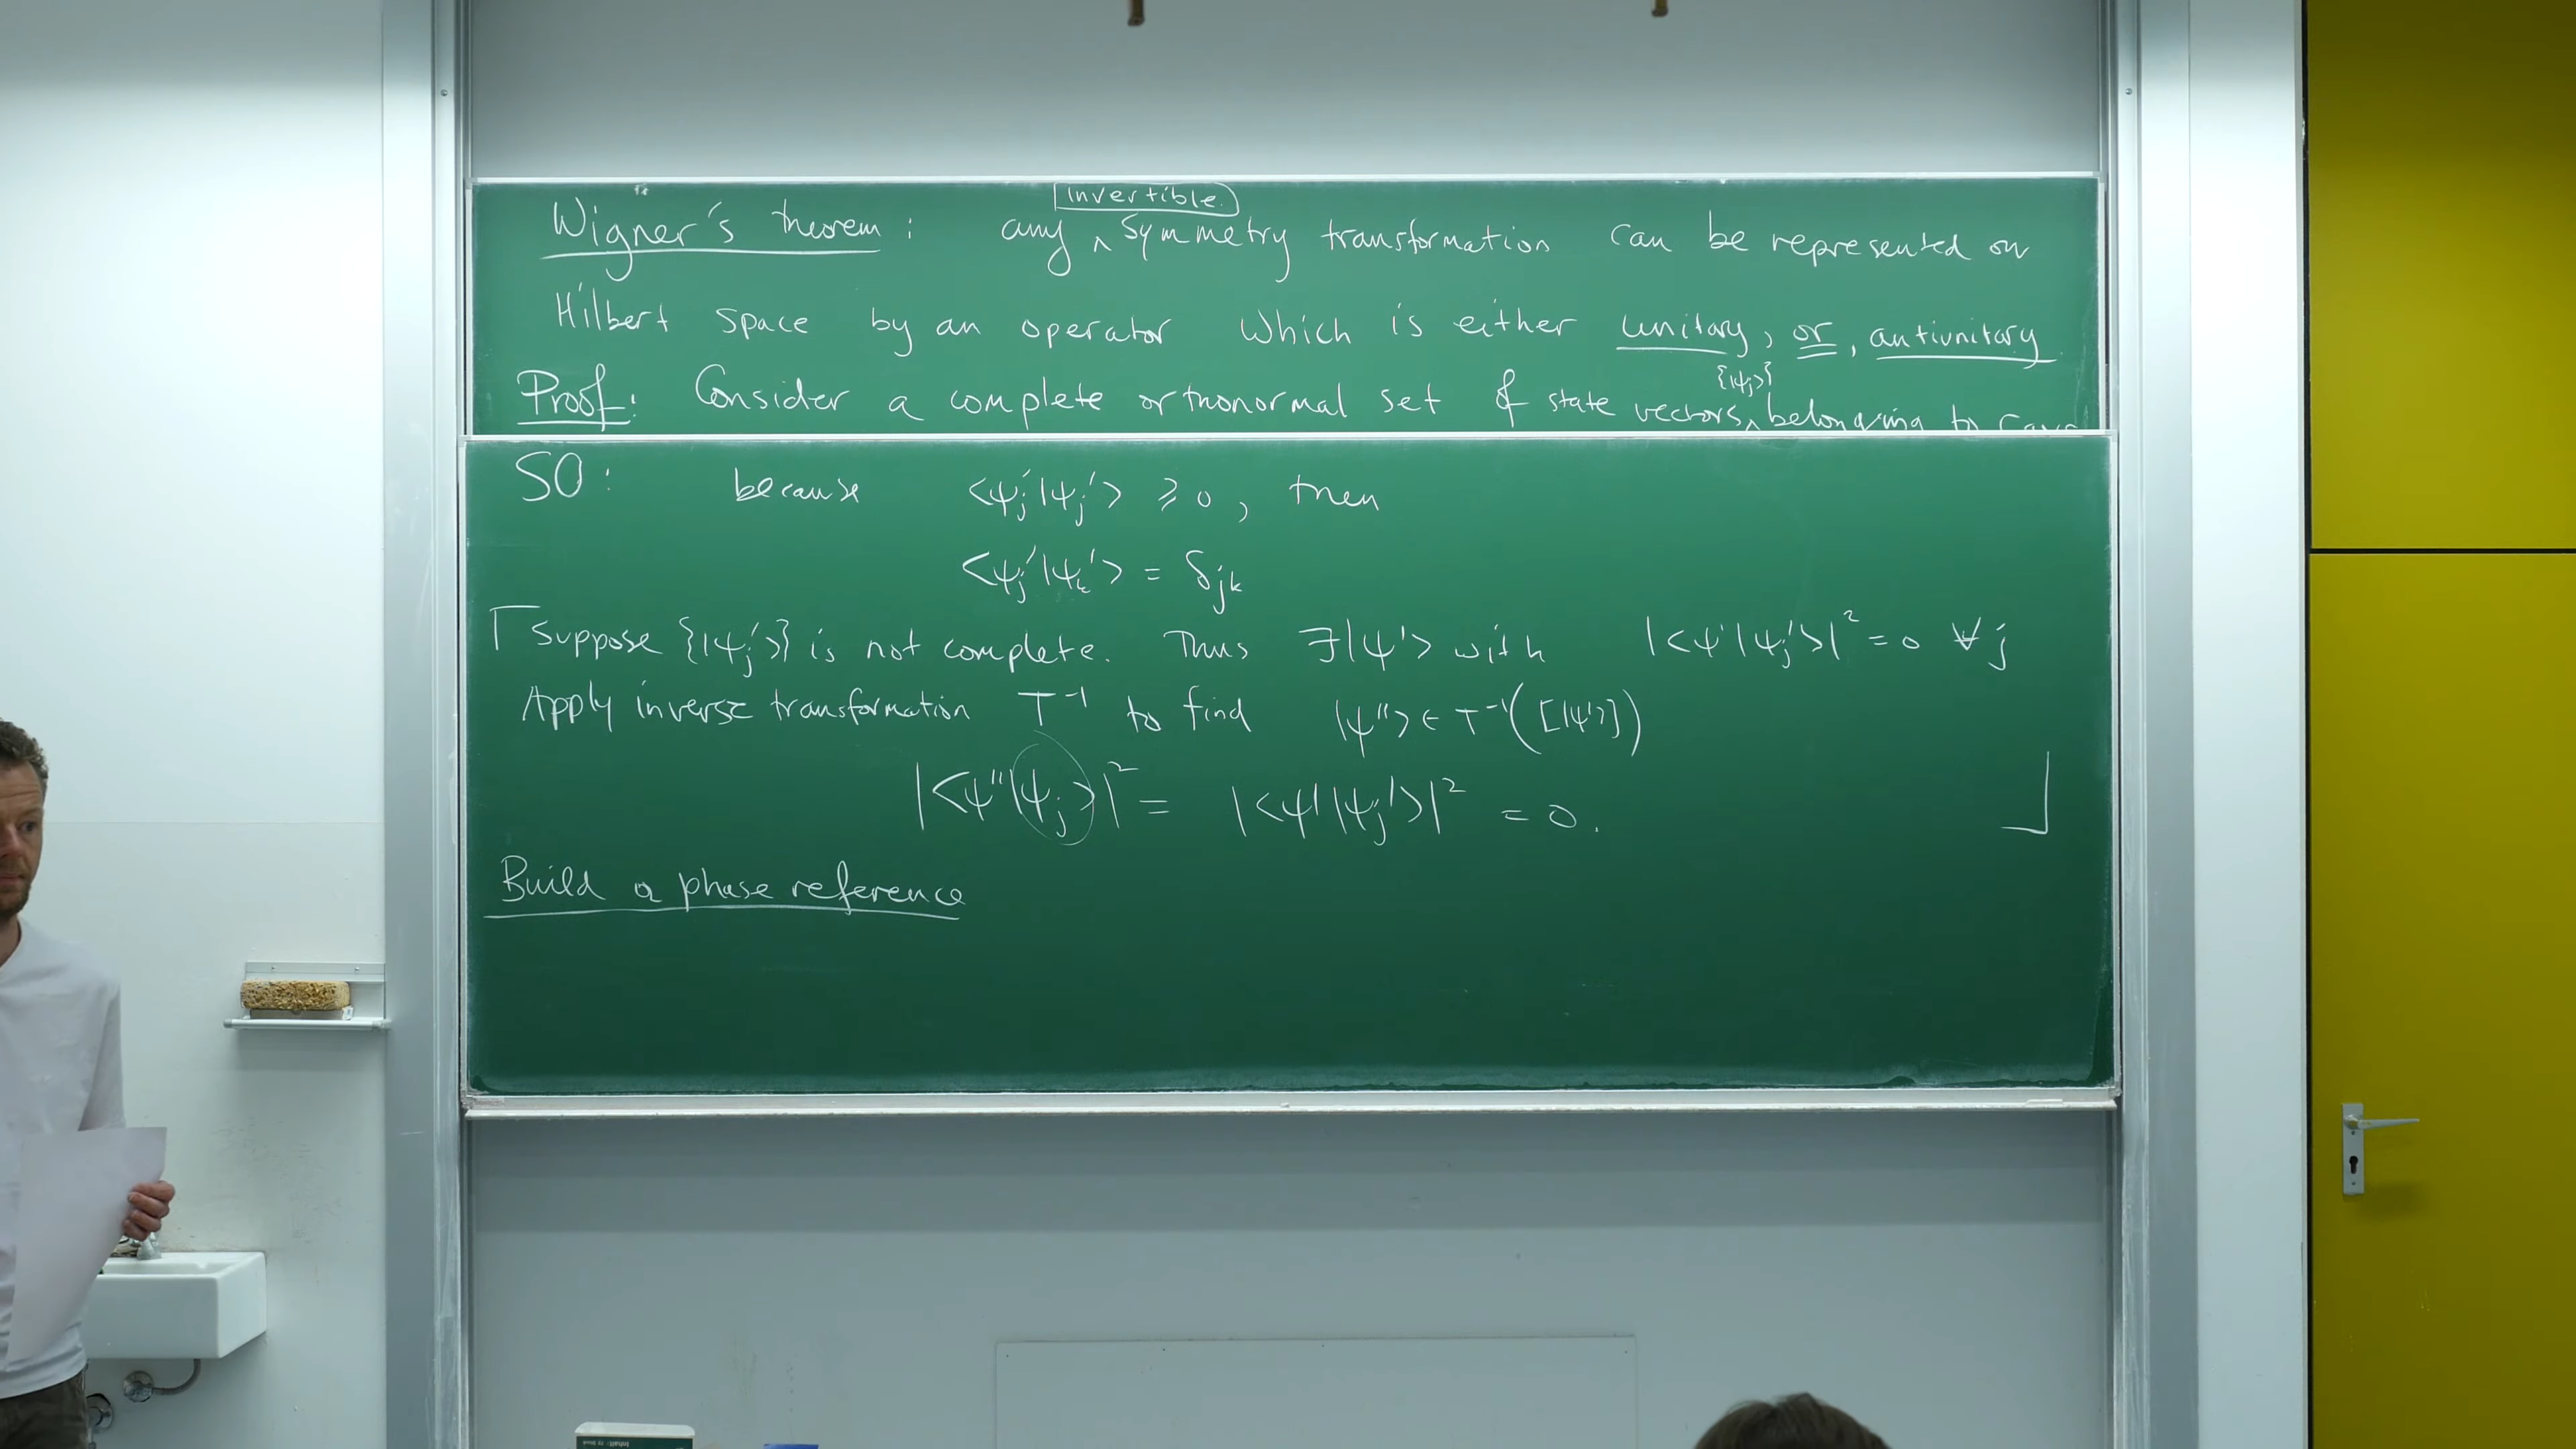 invertible.
Wigner's theorem : any ^ symmetry transformation can be represented on
Hilbert space by an operator which is either unitary, or, antiunitary
{|ψj>}
Proof: Consider a complete orthonormal set of state vectors ^ belonging to
SO: because <ψj'|ψj'> ⩾ 0, then
<ψj'|ψk'> = δjk
Suppose {|ψj'>} is not complete. Thus ∃|ψ'> with |<ψ'|ψj'>|² = 0 ∀ j
Apply inverse transformation T⁻¹ to find |ψ''> ∈ T⁻¹([|ψ'>])
|<ψ''|ψj>|² = |<ψ'|ψj'>|² = 0.
Build a phase reference